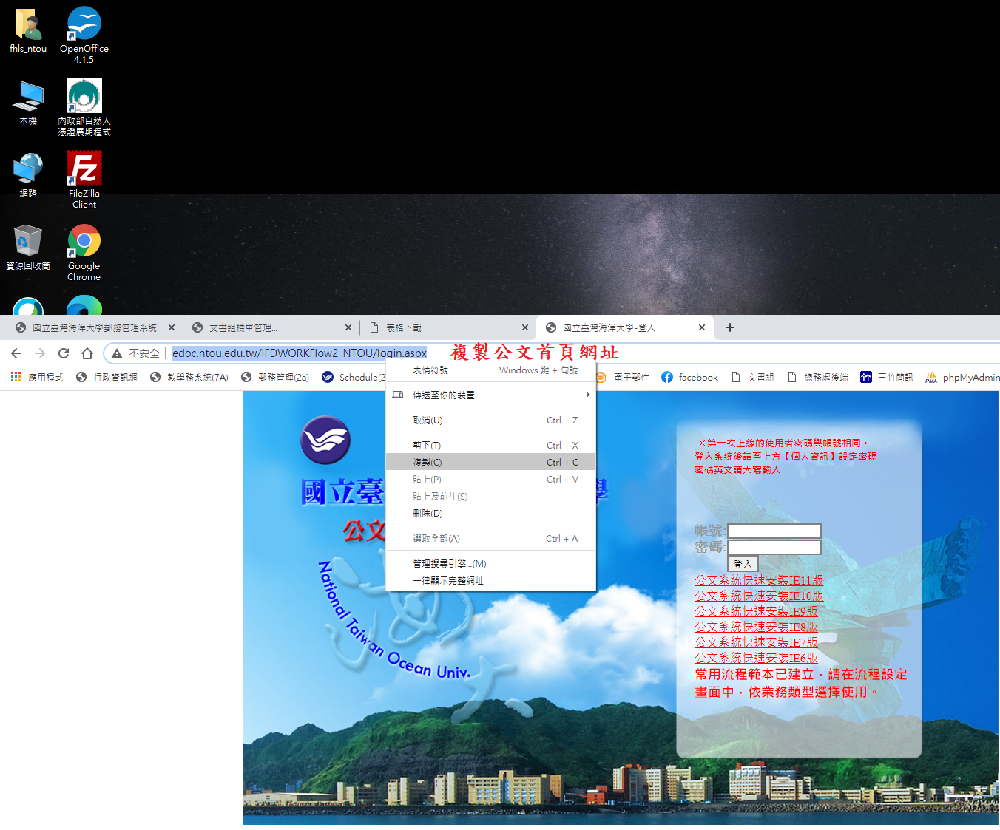 fhls_ntou
OpenOffice
4.1.5
本機
內政部自然人
憑證展期程式
網路
FileZilla
Client
資源回收筒
Google
Chrome
國立臺灣海洋大學郵務管理系統
文書組標單管理...
表格下載
國立臺灣海洋大學-登入
不安全
edoc.ntou.edu.tw/IFDWORKFlow2_NTOU/login.aspx
複製公文首頁網址
應用程式
行政資訊網
教學務系統(7A)
郵務管理(2a)
Schedule(2
電子郵件
facebook
文書組
總務處後端
三竹簡訊
phpMyAdmin
表情符號 Windows 鍵 + 句號
傳送至你的裝置
取消(U) Ctrl + Z
剪下(T) Ctrl + X
複製(C) Ctrl + C
貼上(P) Ctrl + V
貼上及前往(S)
刪除(D)
選取全部(A) Ctrl + A
管理搜尋引擎...(M)
一律顯示完整網址
國立臺
學
公文
National Taiwan Ocean Univ.
※第一次上線的使用者密碼與帳號相同。
登入系統後請至上方【個人資訊】設定密碼
密碼英文請大寫輸入
帳號:
密碼:
登入
公文系統快速安裝IE11版
公文系統快速安裝IE10版
公文系統快速安裝IE9版
公文系統快速安裝IE8版
公文系統快速安裝IE7版
公文系統快速安裝IE6版
常用流程範本已建立，請在流程設定
畫面中，依業務類型選擇使用。